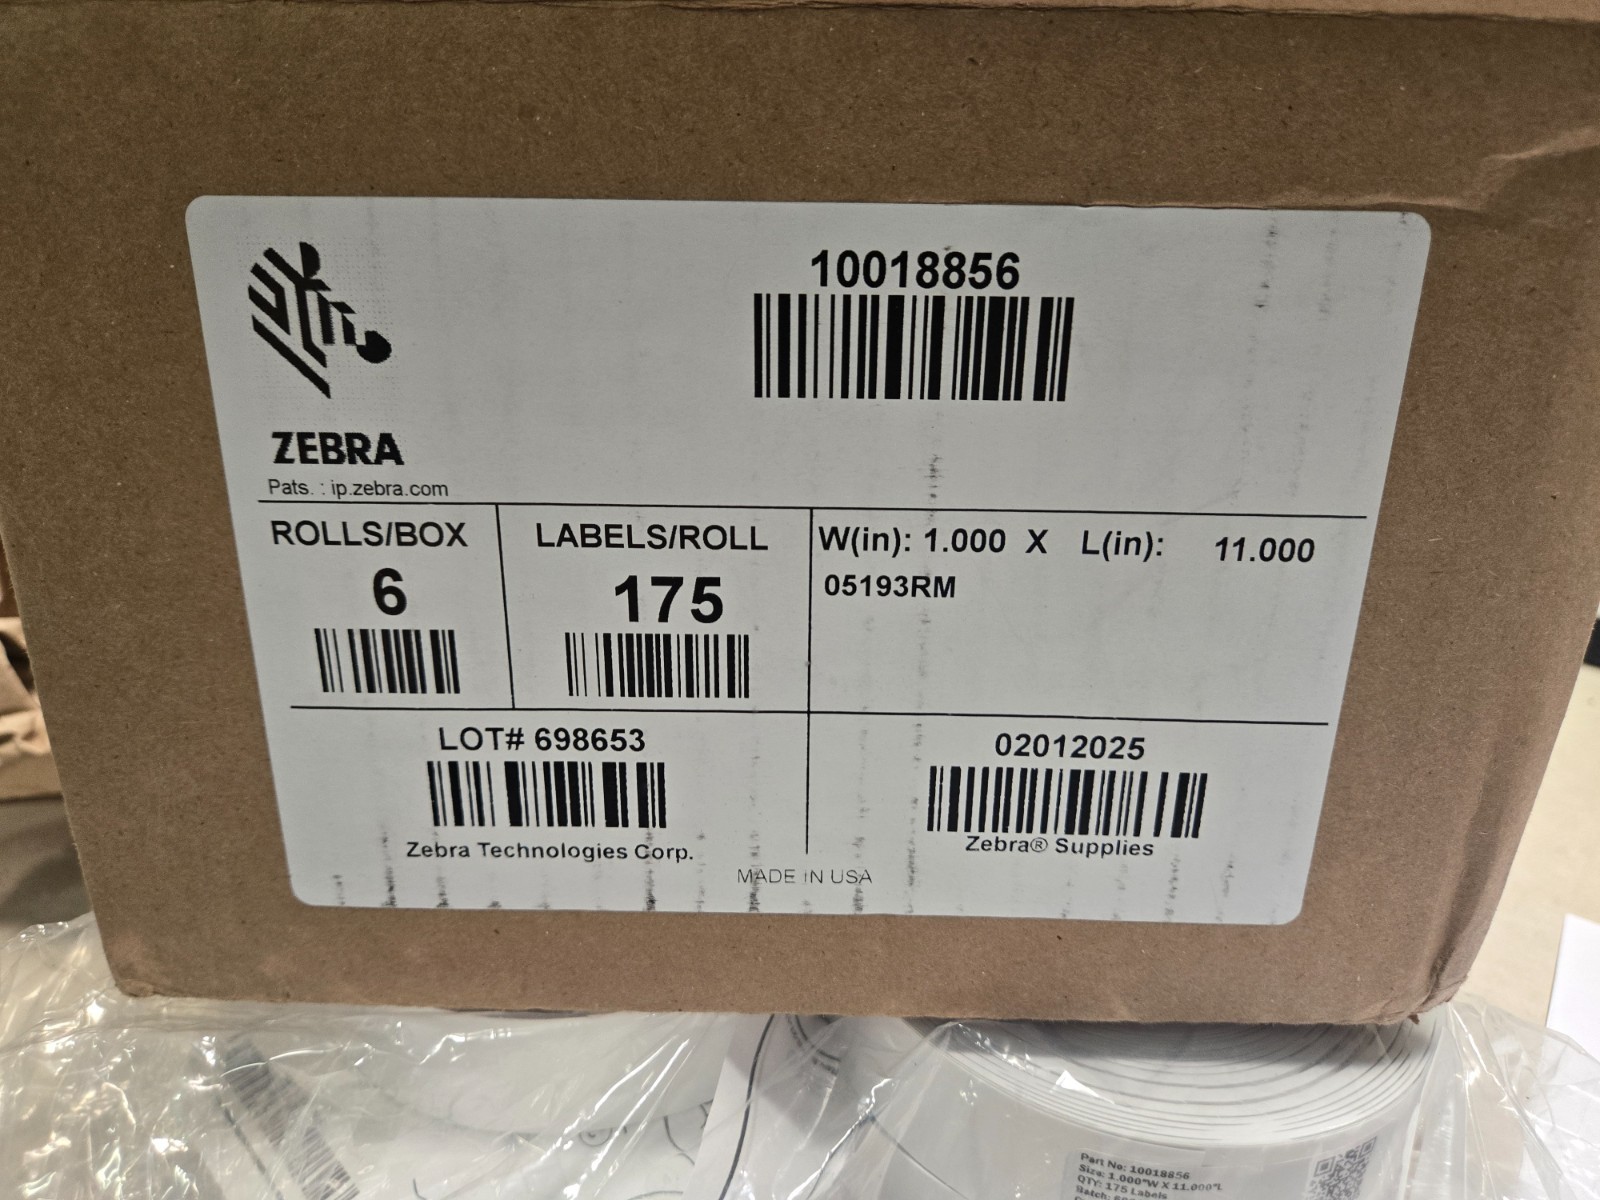 10018856
ZEBRA
Pats. : ip.zebra.com
ROLLS/BOX
6
LABELS/ROLL
175
W(in): 1.000 X L(in): 11.000
05193RM
LOT# 698653
Zebra Technologies Corp.
02012025
Zebra® Supplies
MADE IN USA
Part No: 10018856
Size: 1.000"W X 11.000"L
QTY: 175 Labels